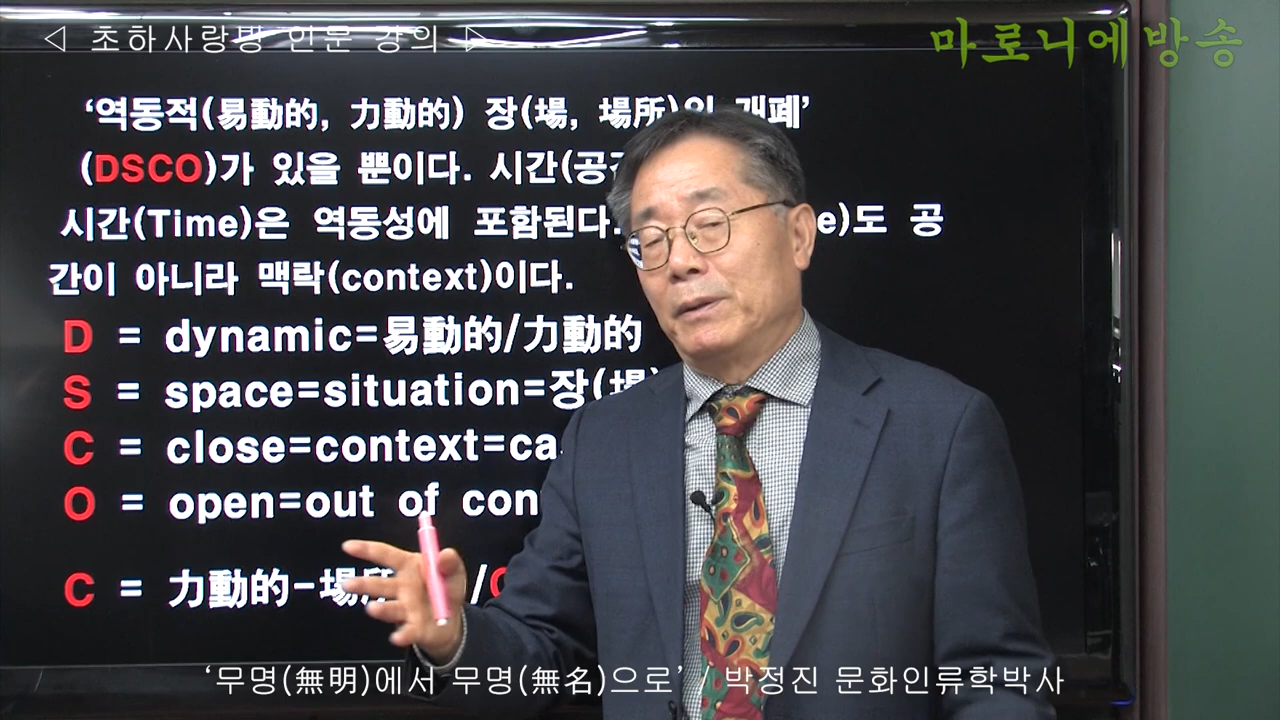 ◁ 초하사랑방 인문 강의 ▷
마로니에방송
‘역동적(易動的, 力動的) 장(場, 場所)의 개폐’
(DSCO)가 있을 뿐이다. 시간(공간
시간(Time)은 역동성에 포함된다. e)도 공
간이 아니라 맥락(context)이다.
D = dynamic=易動的/力動的
S = space=situation=장(場)
C = close=context=ca
O = open=out of con
C = 力動的-場所 /
‘무명(無明)에서 무명(無名)으로’ / 박정진 문화인류학박사